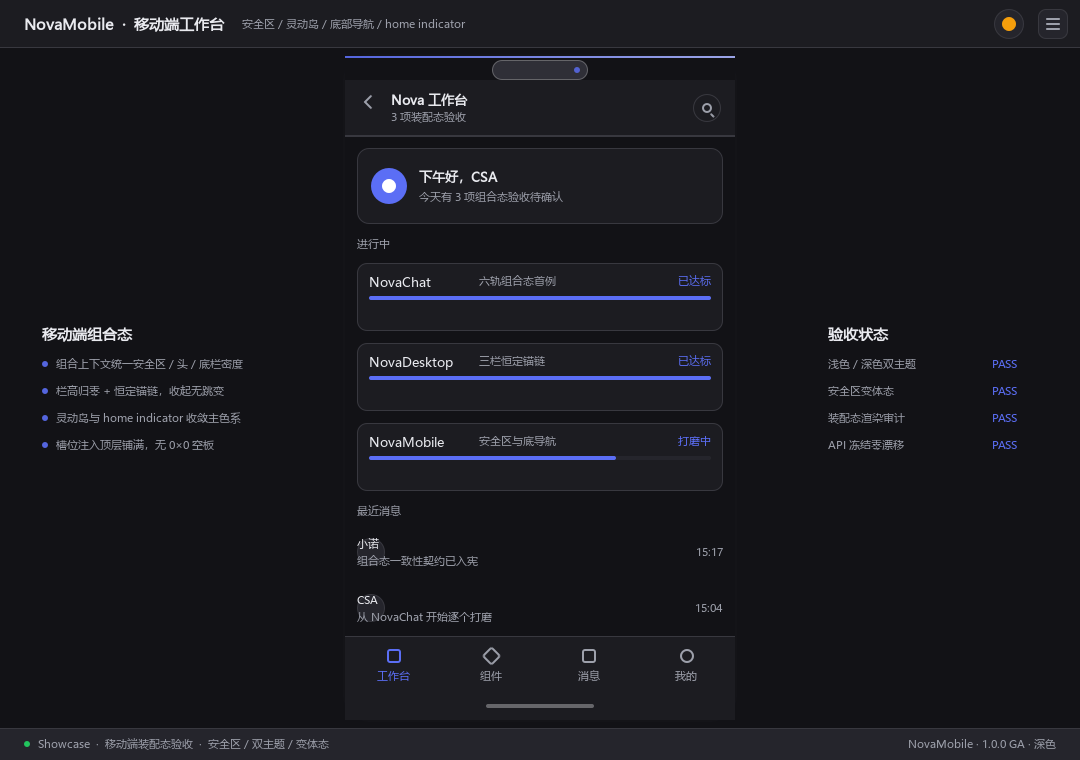 NovaMobile · 移动端工作台 安全区 / 灵动岛 / 底部导航 / home indicator
Nova 工作台
3 项装配态验收
下午好，CSA
今天有 3 项组合态验收待确认
进行中
NovaChat 六轨组合态首例 已达标
NovaDesktop 三栏恒定锚链 已达标
NovaMobile 安全区与底导航 打磨中
最近消息
小诺
组合态一致性契约已入宪 15:17
CSA
从 NovaChat 开始逐个打磨 15:04
工作台 组件 消息 我的
移动端组合态
组合上下文统一安全区 / 头 / 底栏密度
栏高归零 + 恒定锚链，收起无跳变
灵动岛与 home indicator 收敛主色系
槽位注入顶层铺满，无 0×0 空板
验收状态
浅色 / 深色双主题 PASS
安全区变体态 PASS
装配态渲染审计 PASS
API 冻结零漂移 PASS
Showcase · 移动端装配态验收 · 安全区 / 双主题 / 变体态
NovaMobile · 1.0.0 GA · 深色